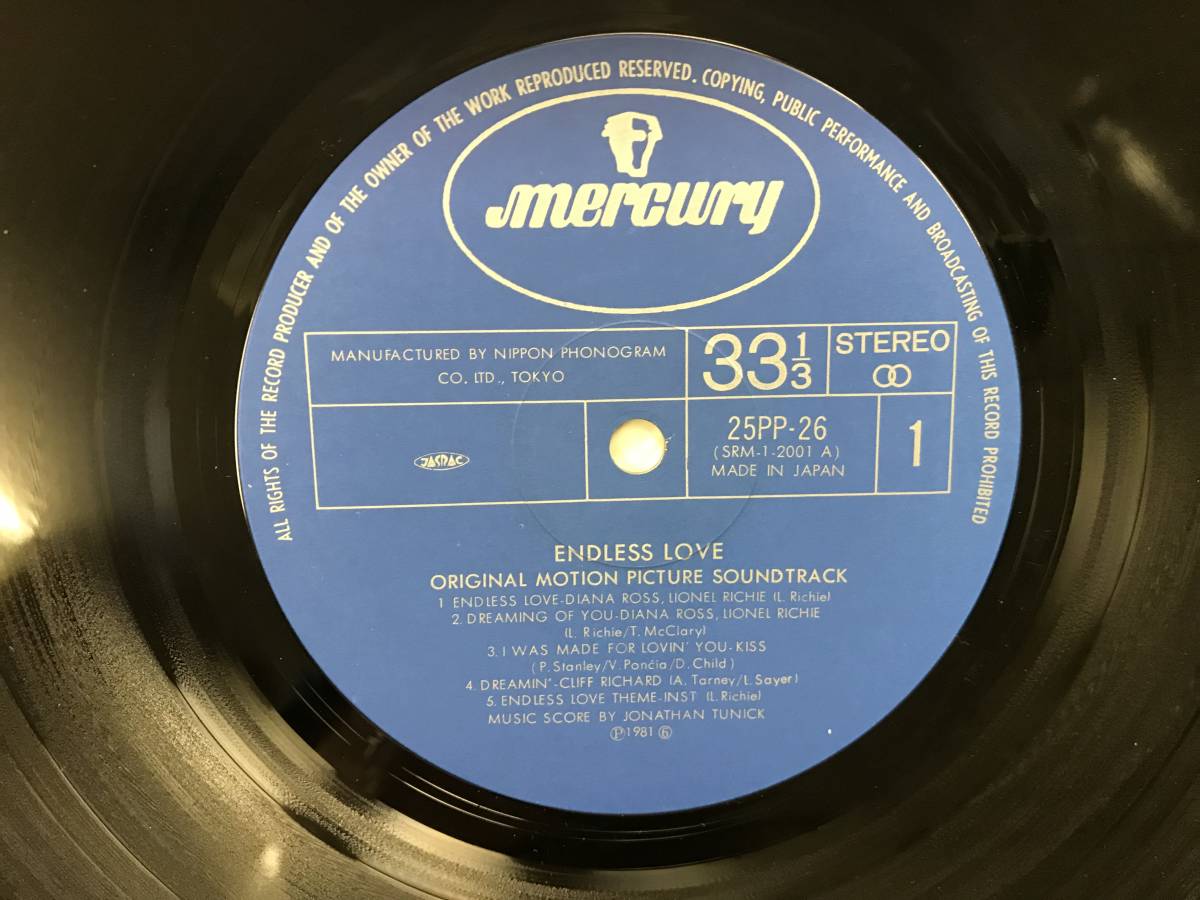 ALL RIGHTS OF THE RECORD PRODUCER AND OF THE OWNER OF THE WORK REPRODUCED RESERVED. COPYING, PUBLIC PERFORMANCE AND BROADCASTING OF THIS RECORD PROHIBITED
mercury
MANUFACTURED BY NIPPON PHONOGRAM
CO. LTD., TOKYO
33 1/3
STEREO
JASRAC
25PP-26
(SRM-1-2001 A)
MADE IN JAPAN
1
ENDLESS LOVE
ORIGINAL MOTION PICTURE SOUNDTRACK
1 ENDLESS LOVE-DIANA ROSS, LIONEL RICHIE (L. Richie)
2. DREAMING OF YOU-DIANA ROSS, LIONEL RICHIE
(L. Richie/T. McClary)
3. I WAS MADE FOR LOVIN' YOU-KISS
(P. Stanley/V. Ponćia/D. Child)
4. DREAMIN'-CLIFF RICHARD (A. Tarney/L. Sayer)
5. ENDLESS LOVE THEME-INST (L. Richie)
MUSIC SCORE BY JONATHAN TUNICK
Ⓟ1981 ⑥